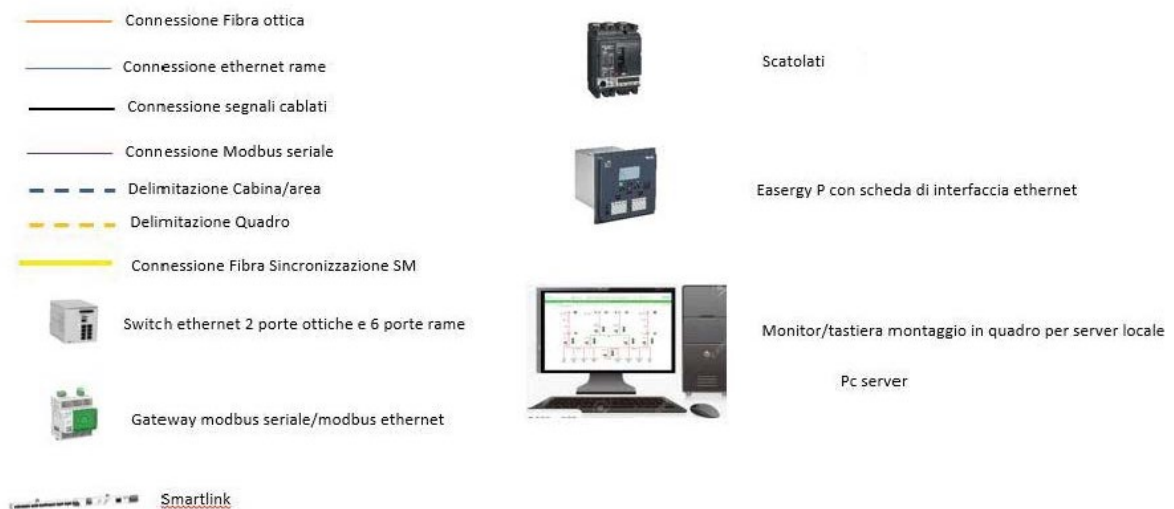 Connessione Fibra ottica
Connessione ethernet rame
Connessione segnali cablati
Connessione Modbus seriale
Delimitazione Cabina/area
Delimitazione Quadro
Connessione Fibra Sincronizzazione SM
Switch ethernet 2 porte ottiche e 6 porte rame
Gateway modbus seriale/modbus ethernet
Smartlink
Scatolati
Easergy P con scheda di interfaccia ethernet
Monitor/tastiera montaggio in quadro per server locale
Pc server